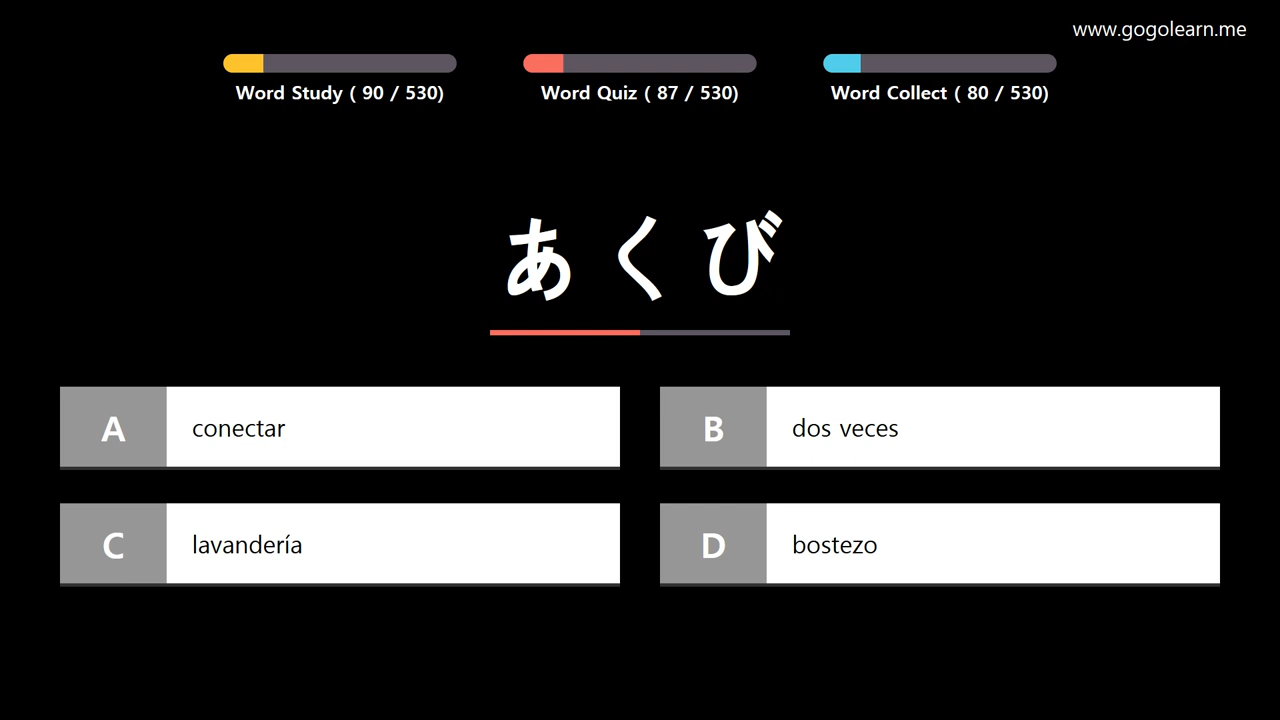 www.gogolearn.me
Word Study ( 90 / 530)
Word Quiz ( 87 / 530)
Word Collect ( 80 / 530)
あくび
A conectar
B dos veces
C lavandería
D bostezo